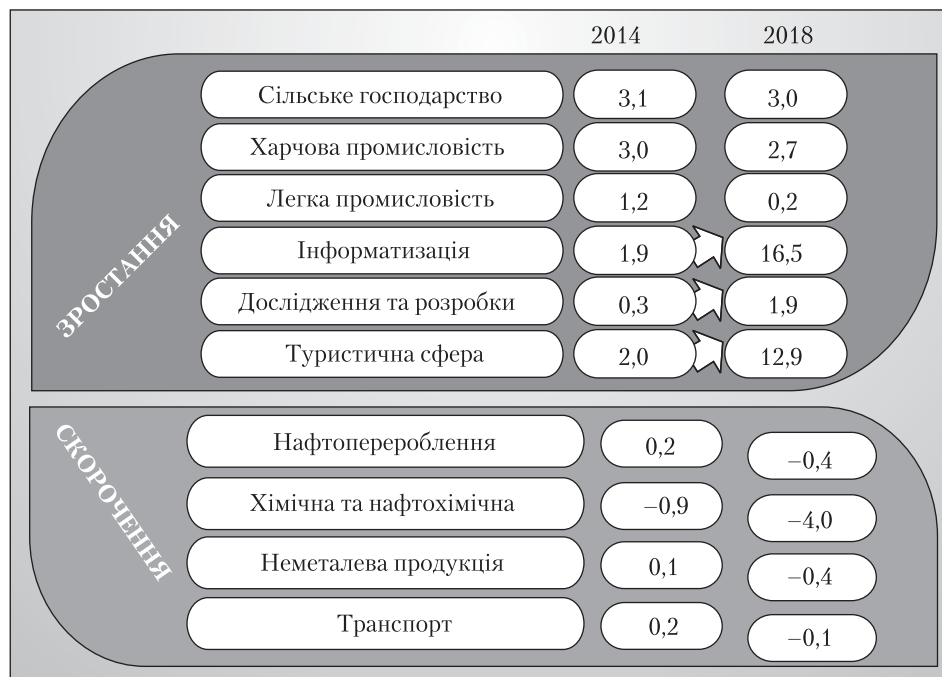 2014 2018
ЗРОСТАННЯ
Сільське господарство 3,1 3,0
Харчова промисловість 3,0 2,7
Легка промисловість 1,2 0,2
Інформатизація 1,9 16,5
Дослідження та розробки 0,3 1,9
Туристична сфера 2,0 12,9
СКОРОЧЕННЯ
Нафтоперероблення 0,2 –0,4
Хімічна та нафтохімічна –0,9 –4,0
Неметалева продукція 0,1 –0,4
Транспорт 0,2 –0,1